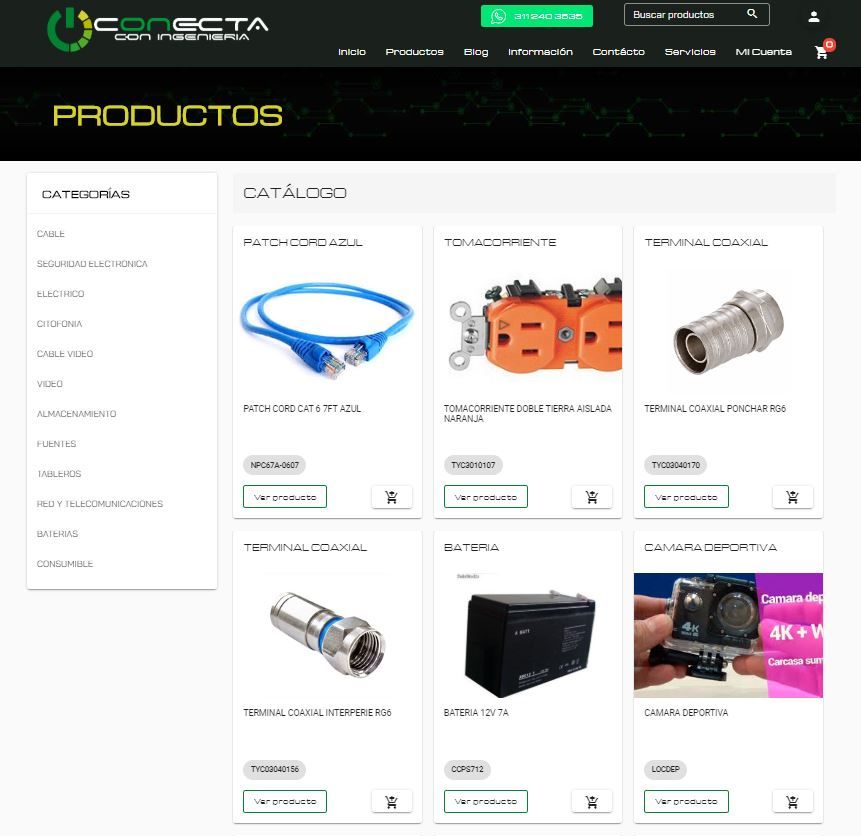 CONECTA
CON INGENIERIA
311 240 3535
Buscar productos
Inicio
Productos
Blog
Información
Contácto
Servicios
Mi Cuenta
0
PRODUCTOS
CATEGORÍAS
CABLE
SEGURIDAD ELECTRONICA
ELECTRICO
CITOFONIA
CABLE VIDEO
VIDEO
ALMACENAMIENTO
FUENTES
TABLEROS
RED Y TELECOMUNICACIONES
BATERIAS
CONSUMIBLE
CATÁLOGO
PATCH CORD AZUL
PATCH CORD CAT 6 7FT AZUL
NPC67A-0607
Ver producto
TOMACORRIENTE
TOMACORRIENTE DOBLE TIERRA AISLADA
NARANJA
TYC3010107
Ver producto
TERMINAL COAXIAL
TERMINAL COAXIAL PONCHAR RG6
TYC03040170
Ver producto
TERMINAL COAXIAL
TERMINAL COAXIAL INTERPERIE RG6
TYC03040156
Ver producto
BATERIA
BATT
BATERIA 12V 7A
CCPS712
Ver producto
CAMARA DEPORTIVA
4K
Camara dep
4K + W
Carcasa sum
CAMARA DEPORTIVA
LOCDEP
Ver producto